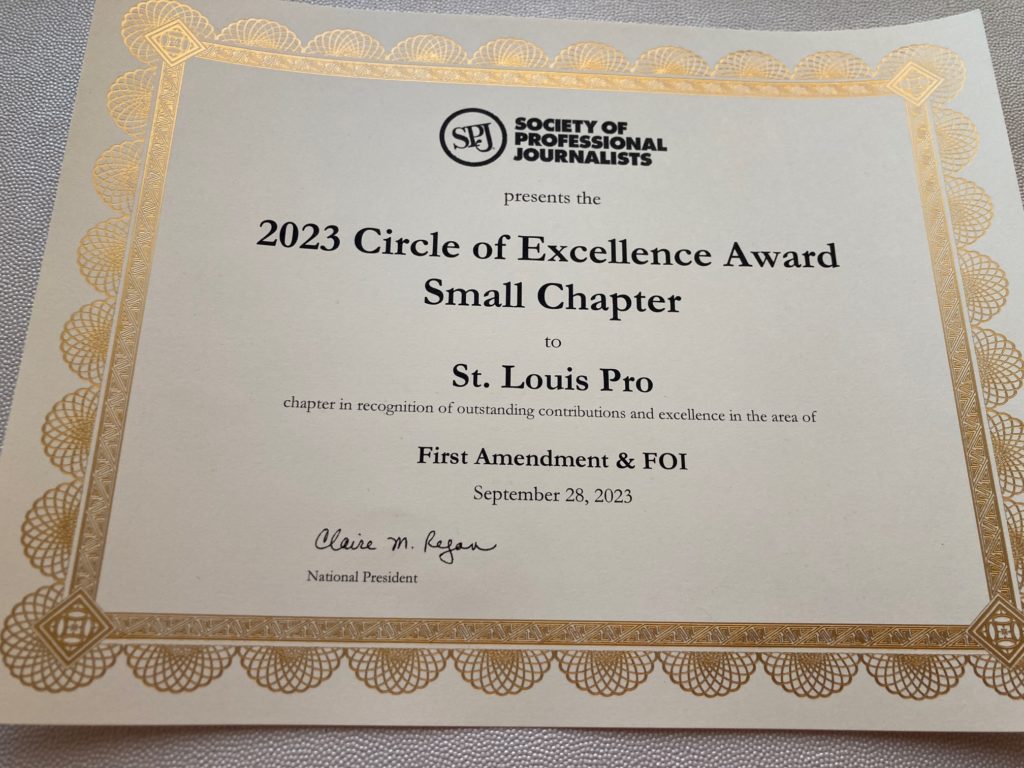 SPJ
SOCIETY OF
PROFESSIONAL
JOURNALISTS
presents the
2023 Circle of Excellence Award
Small Chapter
to
St. Louis Pro
chapter in recognition of outstanding contributions and excellence in the area of
First Amendment & FOI
September 28, 2023
Claire M. Regan
National President